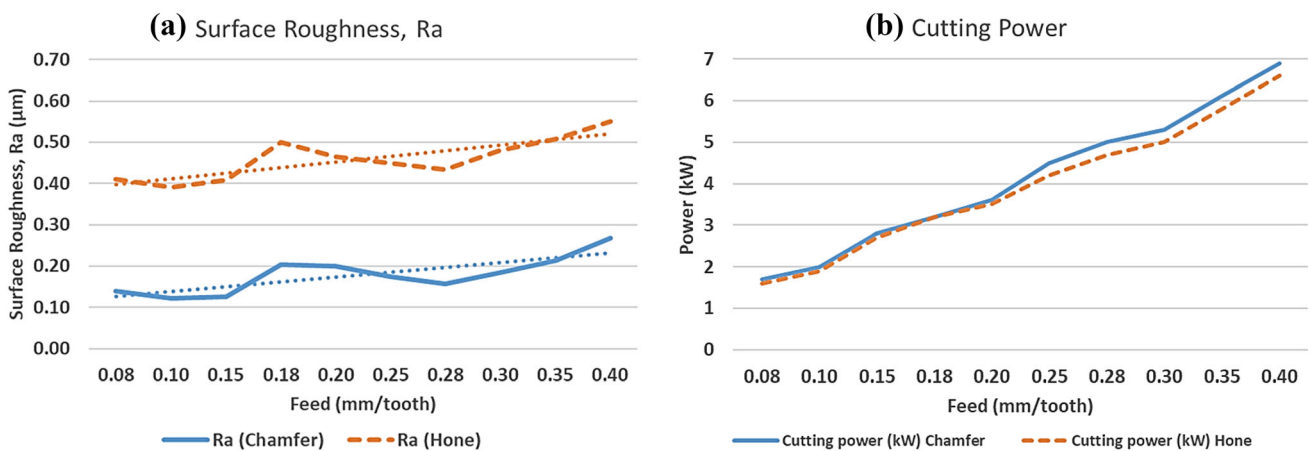 (a) Surface Roughness, Ra
0.70
0.60
0.50
0.40
0.30
0.20
0.10
0.00
Surface Roughness, Ra (µm)
0.08 0.10 0.15 0.18 0.20 0.25 0.28 0.30 0.35 0.40
Feed (mm/tooth)
Ra (Chamfer) Ra (Hone)
(b) Cutting Power
7
6
5
4
3
2
1
0
Power (kW)
0.08 0.10 0.15 0.18 0.20 0.25 0.28 0.30 0.35 0.40
Feed (mm/tooth)
Cutting power (kW) Chamfer Cutting power (kW) Hone